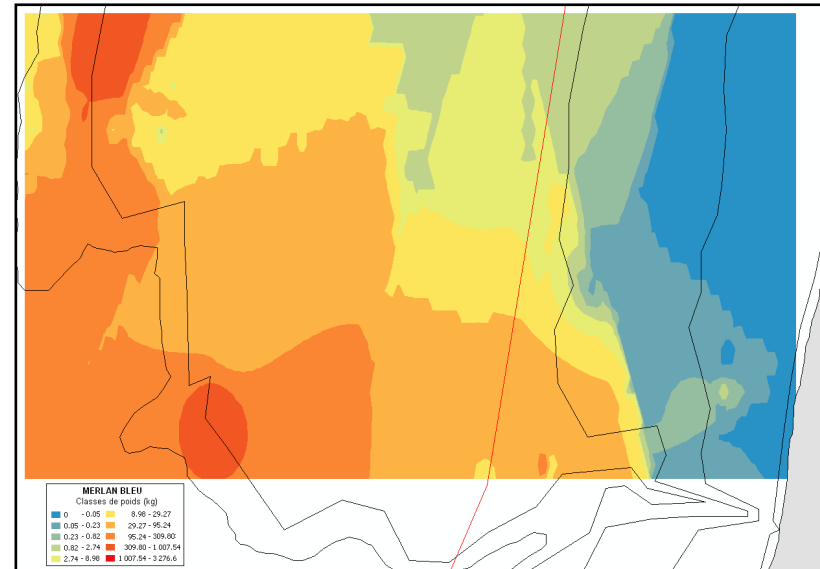 MERLAN BLEU
Classes de poids (kg)
0 - 0.05 8.98 - 29.27
0.05 - 0.23 29.27 - 95.24
0.23 - 0.82 95.24 - 309.80
0.82 - 2.74 309.80 - 1 007.54
2.74 - 8.98 1 007.54 - 3 276.6